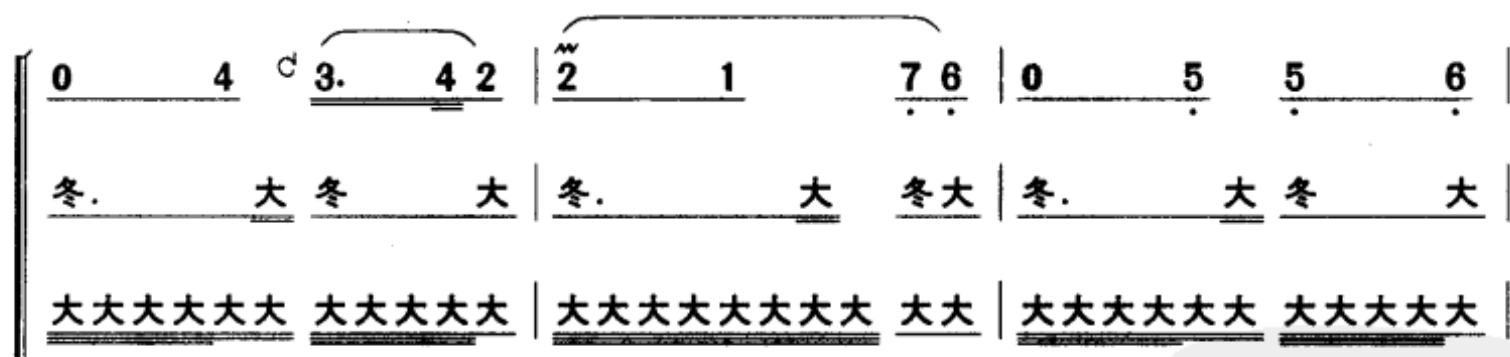 0 4 3. 4 2 | 2 1 7 6 | 0 5 5 6 |
冬. 大 冬 大 | 冬. 大 冬 大 | 冬. 大 冬 大 |
大大大大大大 大大大大大 | 大大大大大大大大 大大 | 大大大大大大 大大大大大 |